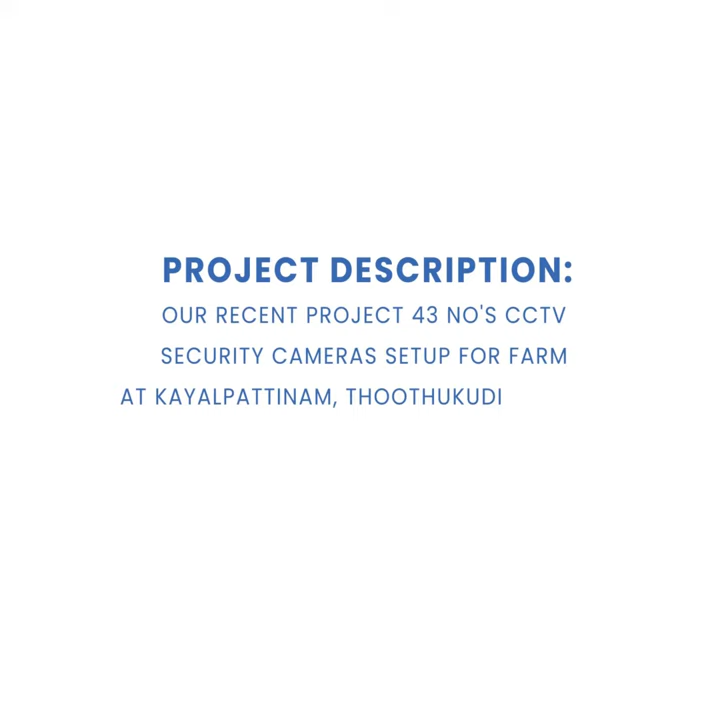 PROJECT DESCRIPTION:
OUR RECENT PROJECT 43 NO'S CCTV
SECURITY CAMERAS SETUP FOR FARM
AT KAYALPATTINAM, THOOTHUKUDI